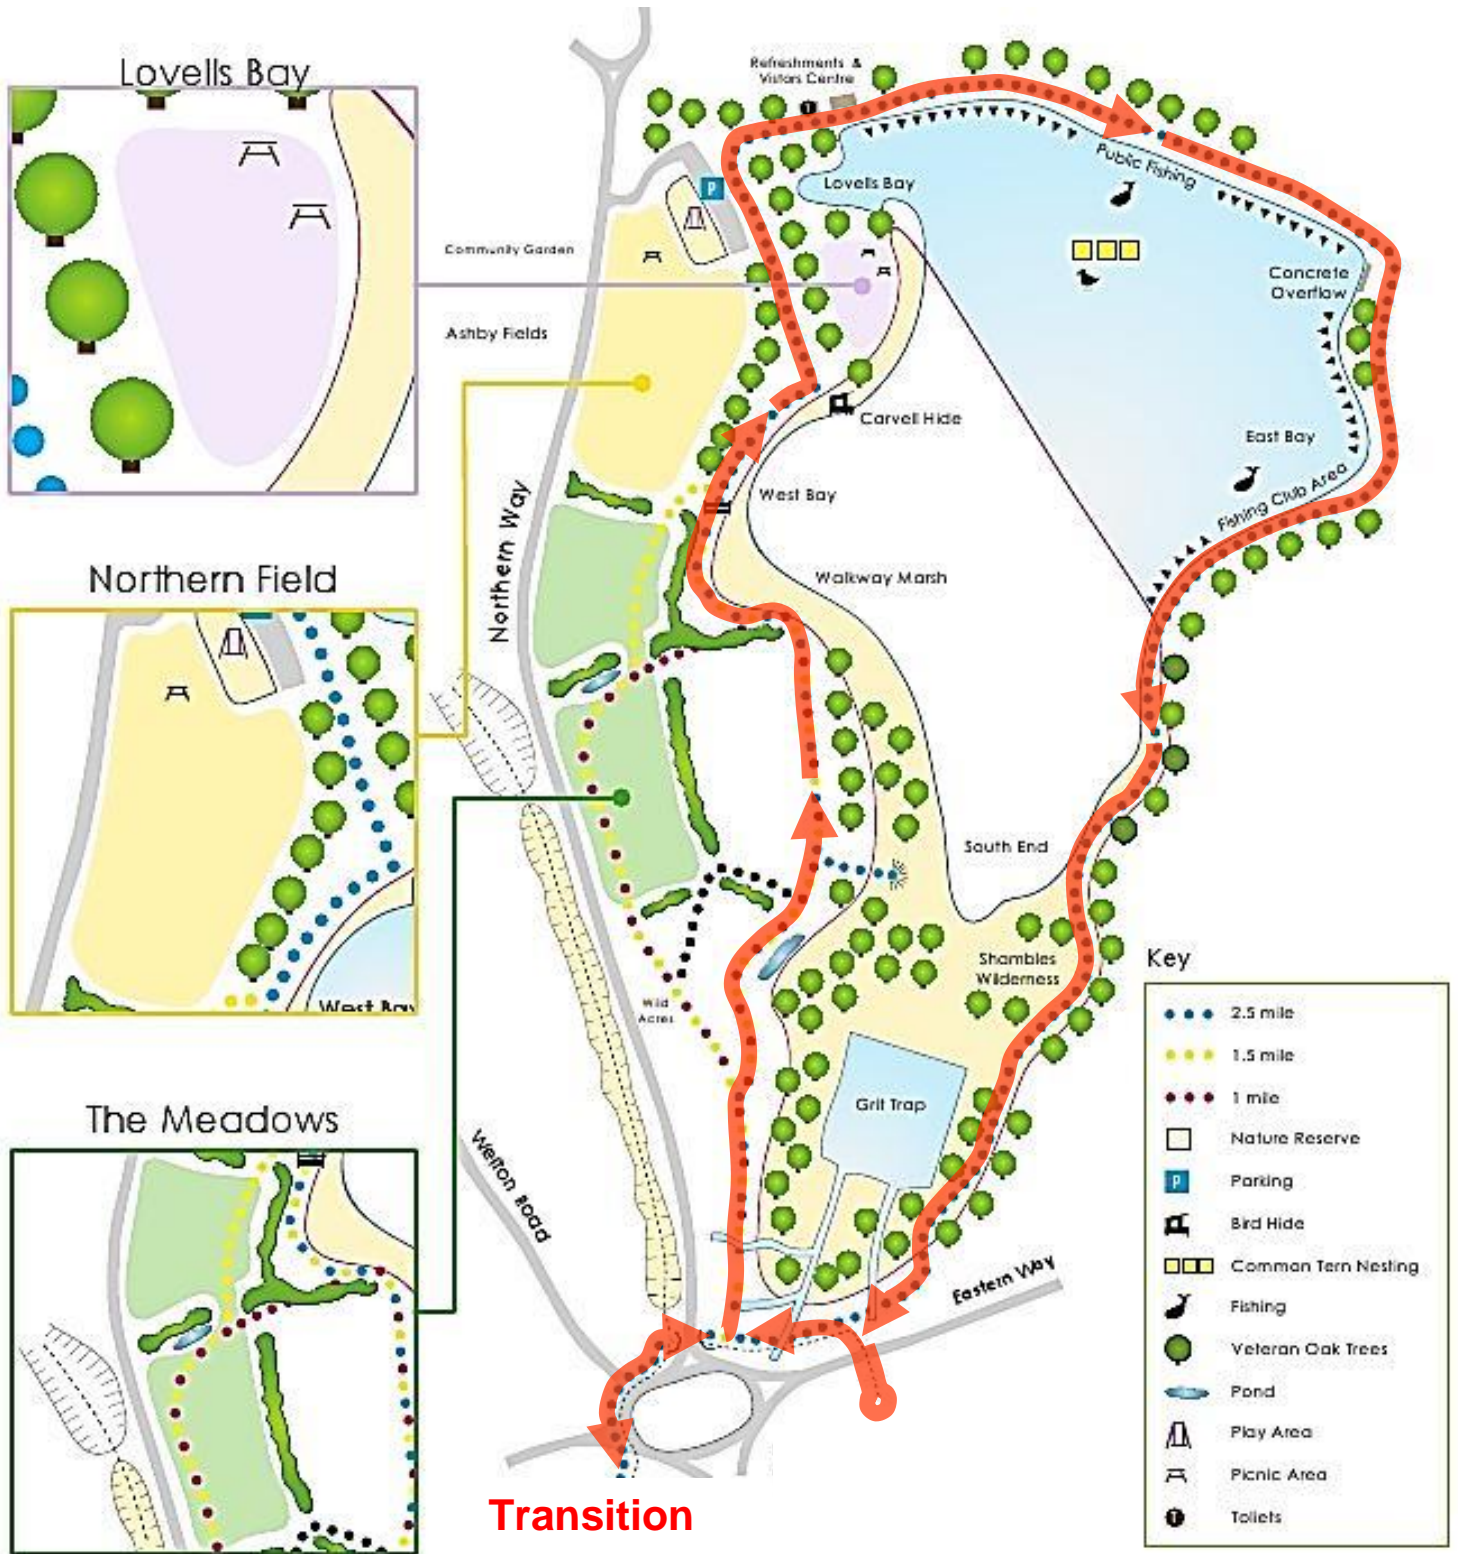 Lovells Bay
Northern Field
West Bay
The Meadows
Refreshments &
Vistors Centre
T
P
Community Garden
Ashby Fields
Lovells Bay
Public Fishing
Concrete
Overflow
East Bay
Fishing Club Area
Carvell Hide
West Bay
Walkway Marsh
Northern Way
South End
Shambles
Wilderness
Wild
Acres
Grit Trap
Welton Road
Eastern Way
Transition
Key
2.5 mile
1.5 mile
1 mile
Nature Reserve
P Parking
Bird Hide
Common Tern Nesting
Fishing
Veteran Oak Trees
Pond
Play Area
Picnic Area
T Toilets